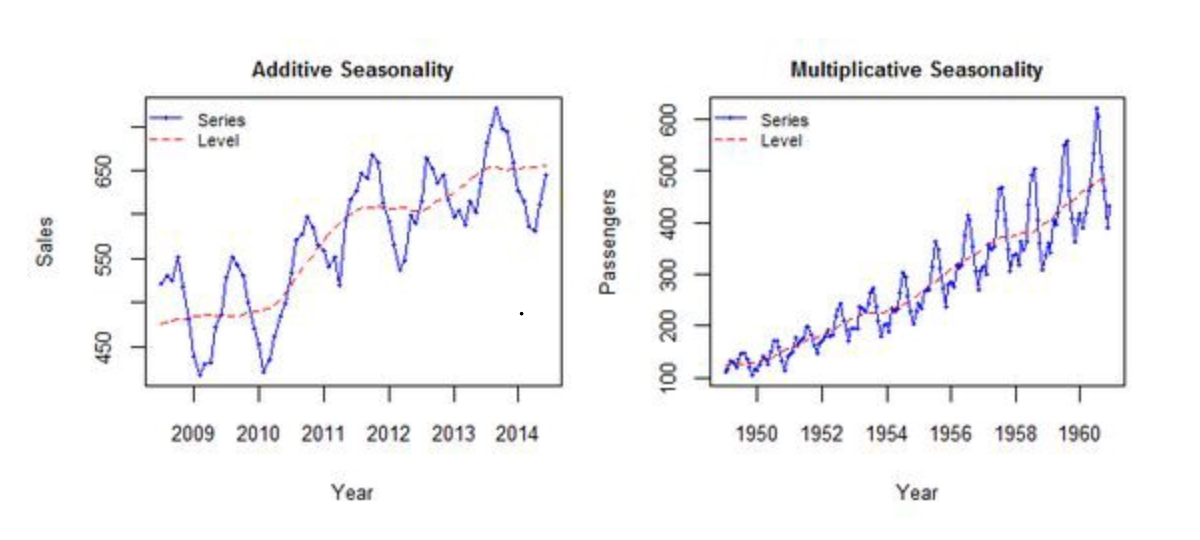 Additive Seasonality
Series
Level
Sales
650
550
450
2009 2010 2011 2012 2013 2014
Year
Multiplicative Seasonality
Series
Level
Passengers
600
500
400
300
200
100
1950 1952 1954 1956 1958 1960
Year